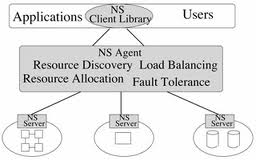 Applications NS Users
Client Library
NS Agent
Resource Discovery Load Balancing
Resource Allocation Fault Tolerance
NS NS NS
Server Server Server